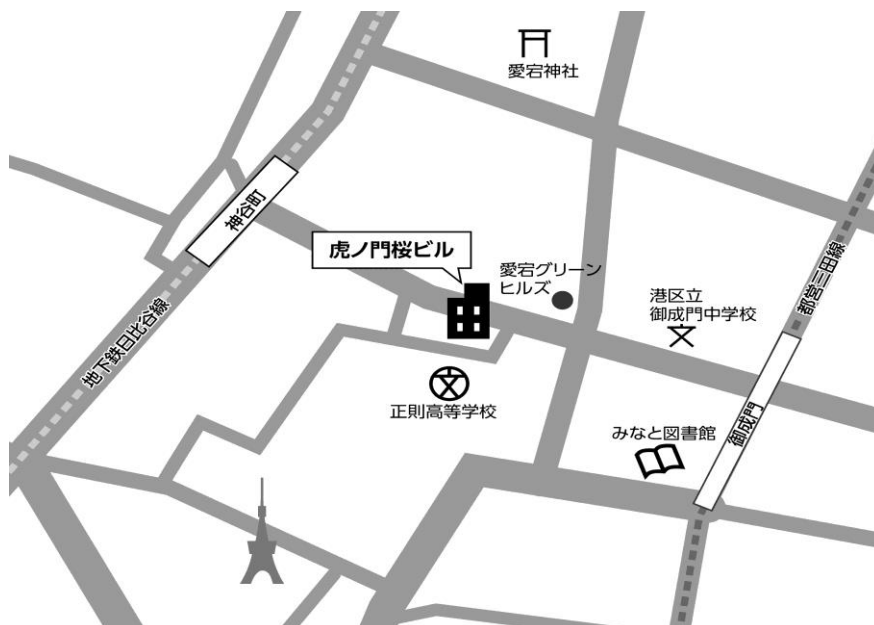 愛宕神社
神谷町
虎ノ門桜ビル
愛宕グリーン
ヒルズ
港区立
御成門中学校
都営三田線
地下鉄日比谷線
正則高等学校
みなと図書館
御成門